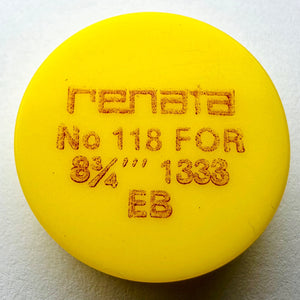 renata
No 118 FOR
8¾''' 1333
EB